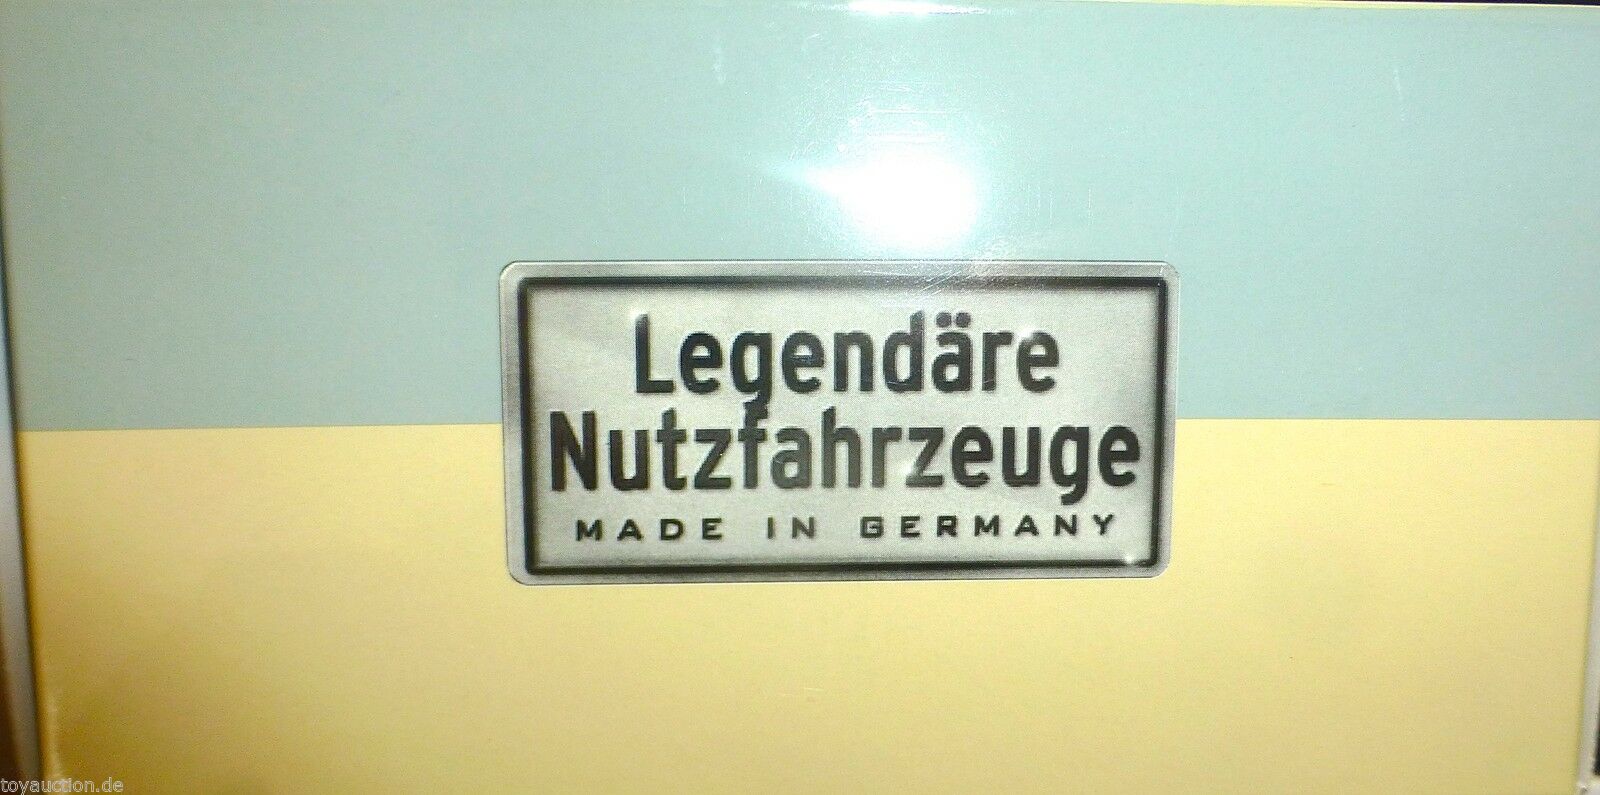 Legendäre
Nutzfahrzeuge
MADE IN GERMANY
toyauction.de